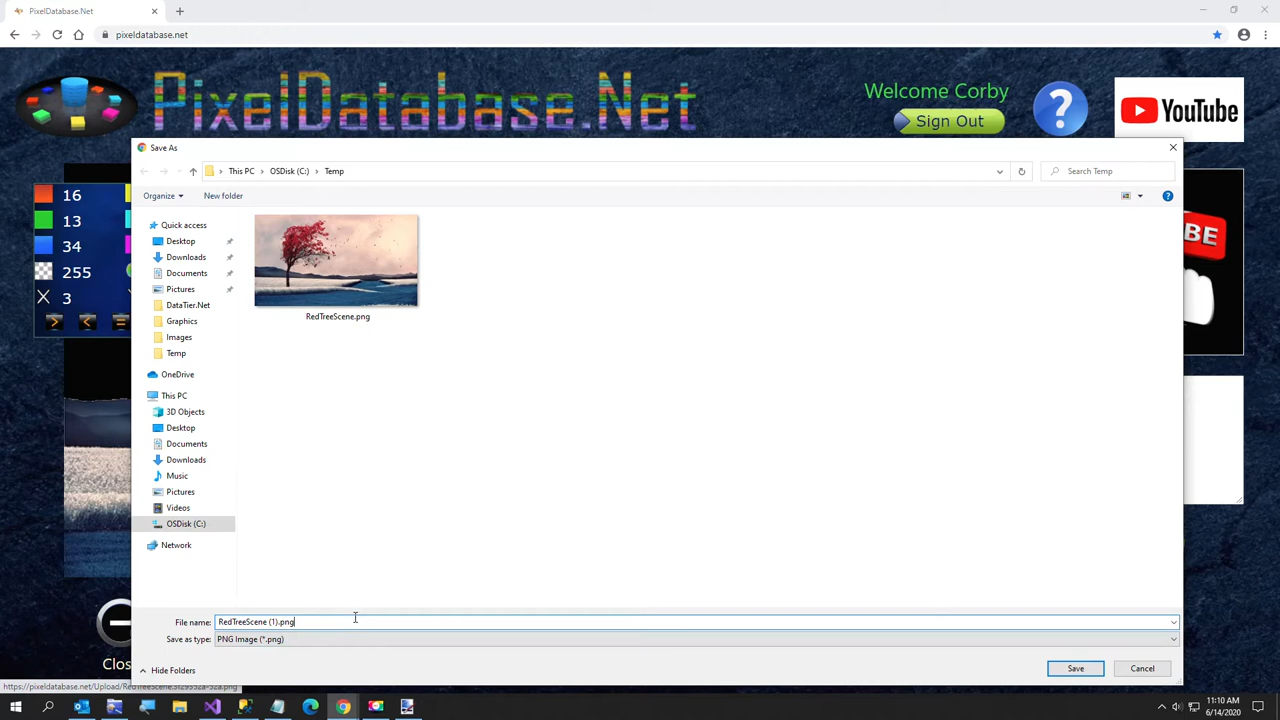 PixelDatabase.Net
pixeldatabase.net
PixelDatabase.Net
Welcome Corby
Sign Out
?
YouTube
Save As
This PC
OSDisk (C:)
Temp
Search Temp
Organize
New folder
16
13
34
255
3
>
<
=
BE
Quick access
Desktop
Downloads
Documents
Pictures
DataTier.Net
Graphics
Images
Temp
OneDrive
This PC
3D Objects
Desktop
Documents
Downloads
Music
Pictures
Videos
OSDisk (C:)
Network
RedTreeScene.png
File name: RedTreeScene (1).png
Save as type: PNG Image (*.png)
Clos
Hide Folders
Save
Cancel
11:10 AM
6/14/2020